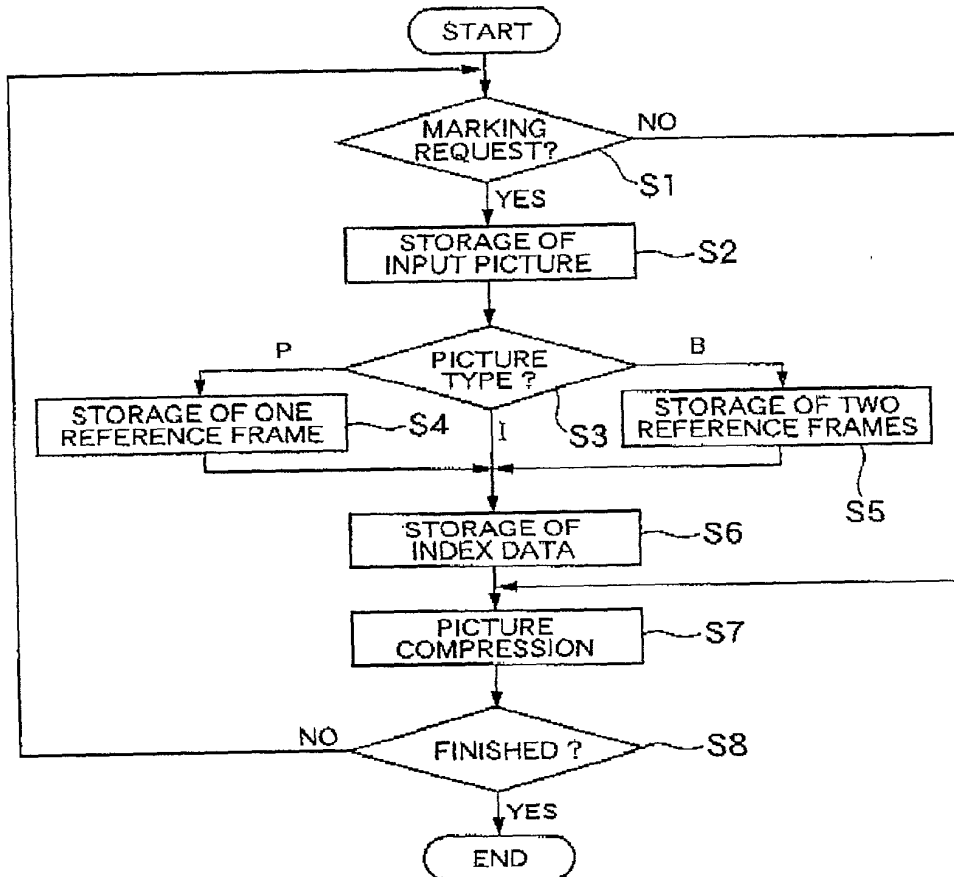 START
MARKING
REQUEST?
NO
S1
YES
STORAGE OF
INPUT PICTURE
S2
P
PICTURE
TYPE ?
B
S3
STORAGE OF ONE
REFERENCE FRAME
S4
I
STORAGE OF TWO
REFERENCE FRAMES
S5
STORAGE OF
INDEX DATA
S6
PICTURE
COMPRESSION
S7
NO
FINISHED ?
S8
YES
END